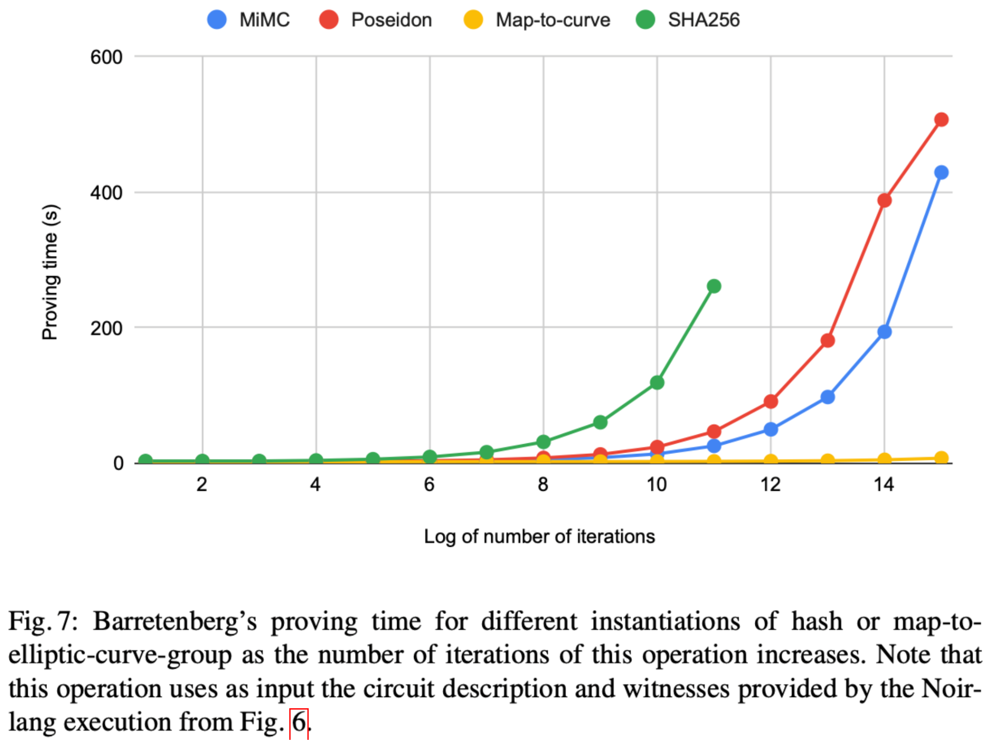 MiMC Poseidon Map-to-curve SHA256
600
400
200
0
Proving time (s)
2 4 6 8 10 12 14
Log of number of iterations
Fig. 7: Barretenberg’s proving time for different instantiations of hash or map-to-
elliptic-curve-group as the number of iterations of this operation increases. Note that
this operation uses as input the circuit description and witnesses provided by the Noir-
lang execution from Fig. 6.